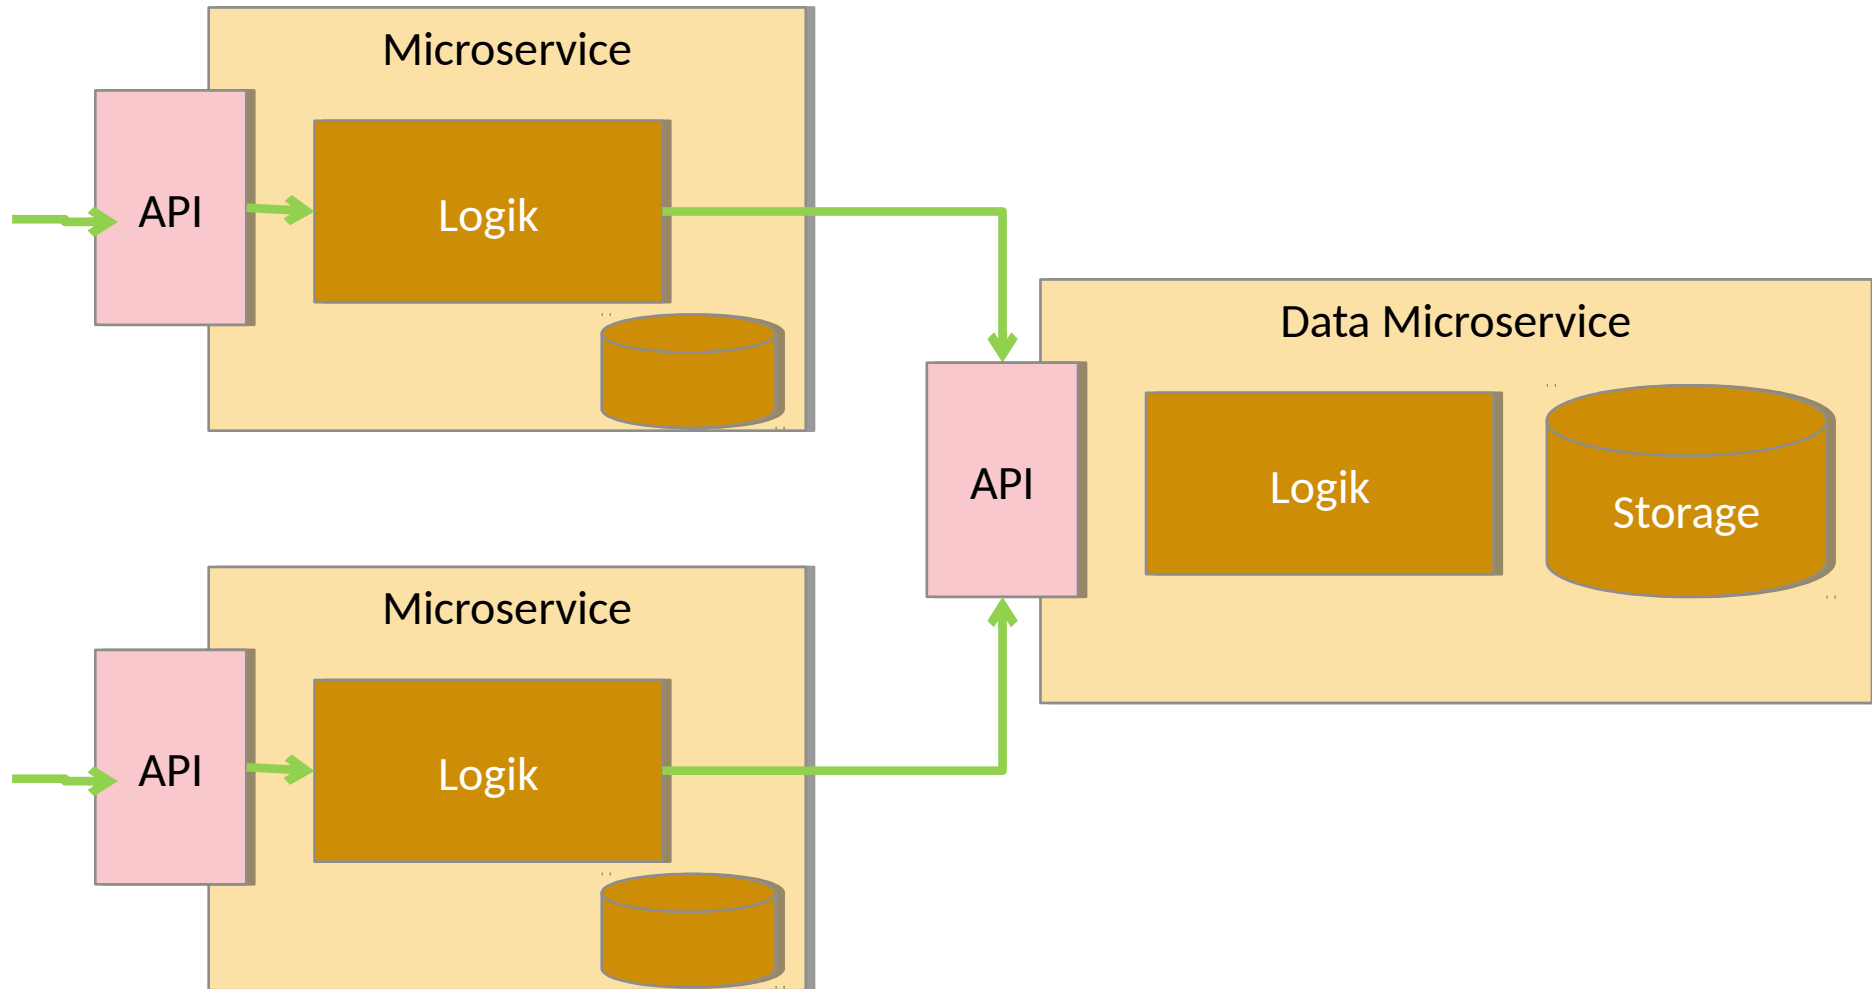 Microservice
API
Logik
Data Microservice
API
Logik
Storage
Microservice
API
Logik